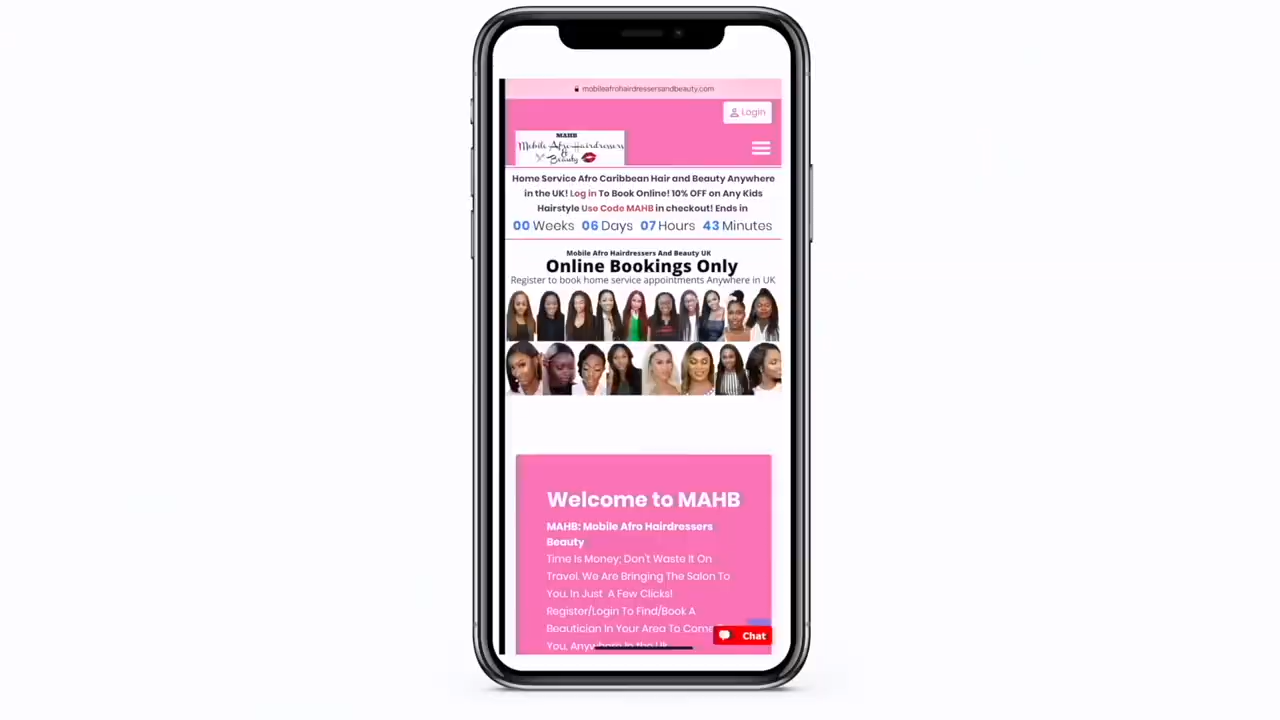 mobileafrohairdressersandbeauty.com
Login
MAHB
Mobile Afro Hairdressers
&
Beauty
Home Service Afro Caribbean Hair and Beauty Anywhere
in the UK! Log in To Book Online! 10% OFF on Any Kids
Hairstyle Use Code MAHB in checkout! Ends in
00 Weeks 06 Days 07 Hours 43 Minutes
Mobile Afro Hairdressers And Beauty UK
Online Bookings Only
Register to book home service appointments Anywhere in UK
Welcome to MAHB
MAHB: Mobile Afro Hairdressers
Beauty
Time Is Money; Don't Waste It On
Travel. We Are Bringing The Salon To
You, In Just A Few Clicks!
Register/Login To Find/Book A
Beautician In Your Area To Come
Chat
You, Anywhere In the Uk